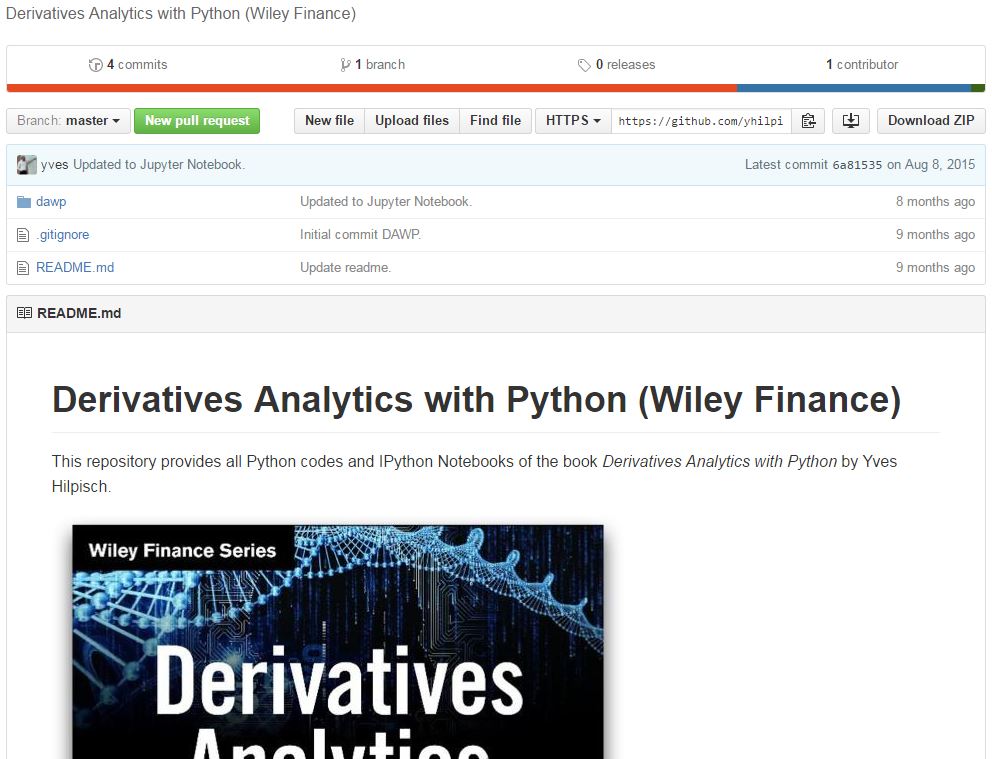 Derivatives Analytics with Python (Wiley Finance)
4 commits 1 branch 0 releases 1 contributor
Branch: master New pull request New file Upload files Find file HTTPS https://github.com/yhilpi Download ZIP
yves Updated to Jupyter Notebook. Latest commit 6a81535 on Aug 8, 2015
dawp Updated to Jupyter Notebook. 8 months ago
.gitignore Initial commit DAWP. 9 months ago
README.md Update readme. 9 months ago
README.md
Derivatives Analytics with Python (Wiley Finance)
This repository provides all Python codes and IPython Notebooks of the book Derivatives Analytics with Python by Yves
Hilpisch.
Wiley Finance Series
Derivatives
Analytics